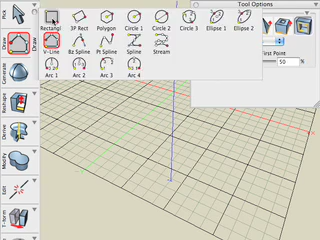 Tool Options
Pick
Draw
Draw
Rectangl 3P Rect Polygon Circle 1 Circle 2 Circle 3 Ellipse 1 Ellipse 2
V-Line Bz Spline Pt Spline Spline Stream
Arc 1 Arc 2 Arc 3 Arc 4
First Point
50 %
Generate
Reshape
Derive
Modify
Edit
T-form